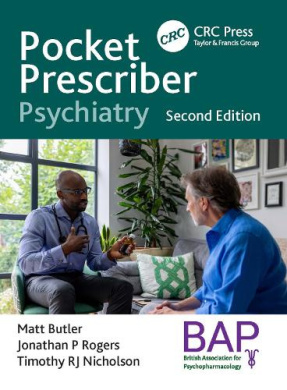 Pocket
Prescriber
Psychiatry
CRC
CRC Press
Taylor & Francis Group
Second Edition
Matt Butler
Jonathan P Rogers
Timothy RJ Nicholson
BAP
British Association for
Psychopharmacology